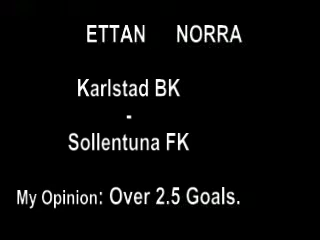 ETTAN NORRA
Karlstad BK
-
Sollentuna FK
My Opinion: Over 2.5 Goals.